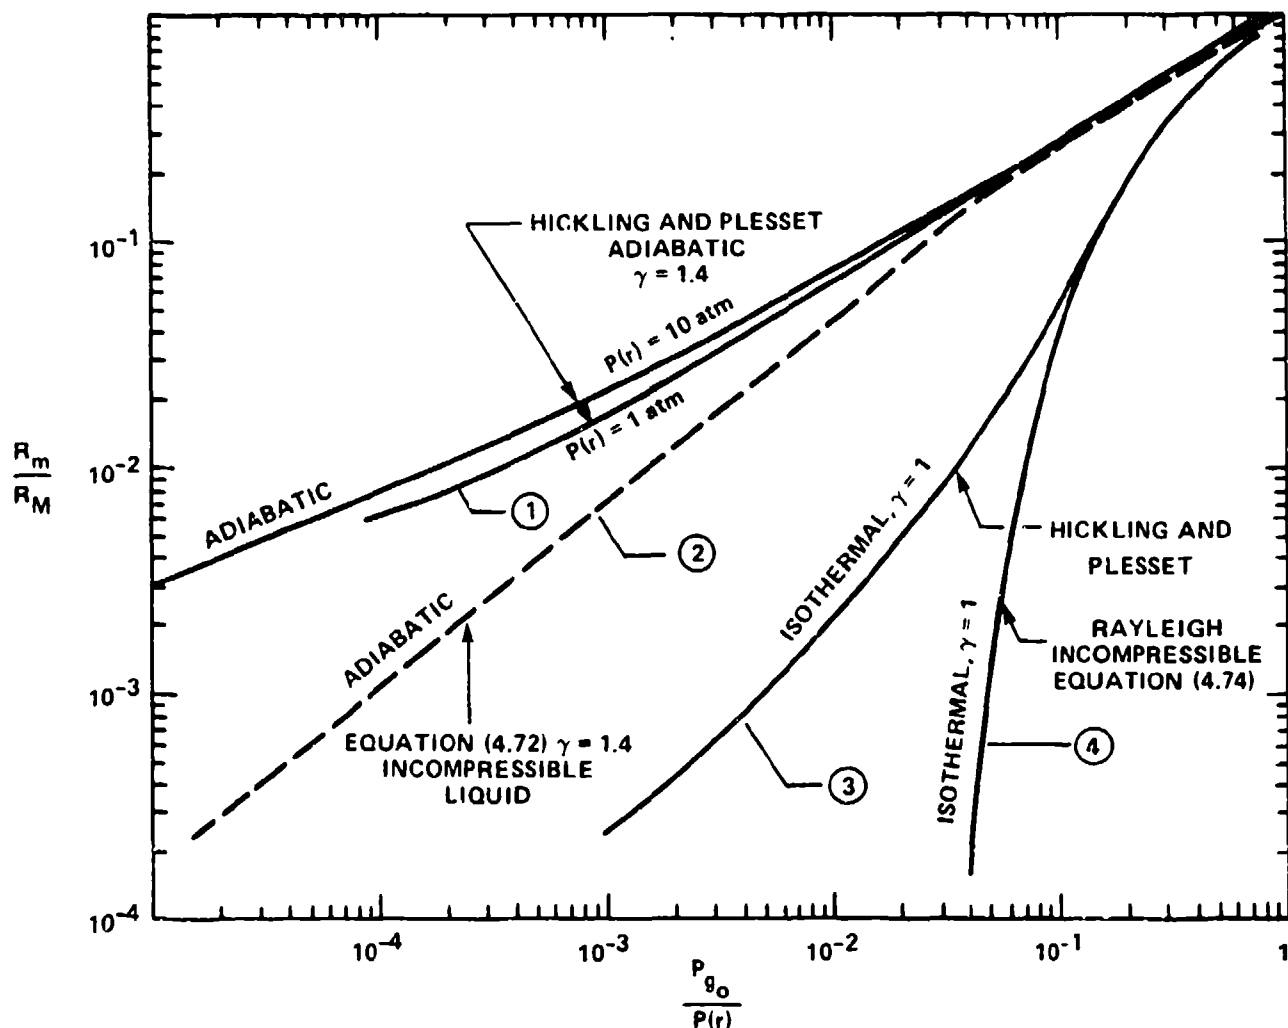 HICKLING AND PLESSET
ADIABATIC
γ = 1.4
P(r) = 10 atm
P(r) = 1 atm
ADIABATIC
1
2
ADIABATIC
EQUATION (4.72) γ = 1.4
INCOMPRESSIBLE
LIQUID
ISOTHERMAL, γ = 1
HICKLING AND
PLESSET
3
ISOTHERMAL, γ = 1
RAYLEIGH
INCOMPRESSIBLE
EQUATION (4.74)
4
R_m
R_M
10⁻¹
10⁻²
10⁻³
10⁻⁴
10⁻⁴
10⁻³
10⁻²
10⁻¹
1
P_g_o
P(r)